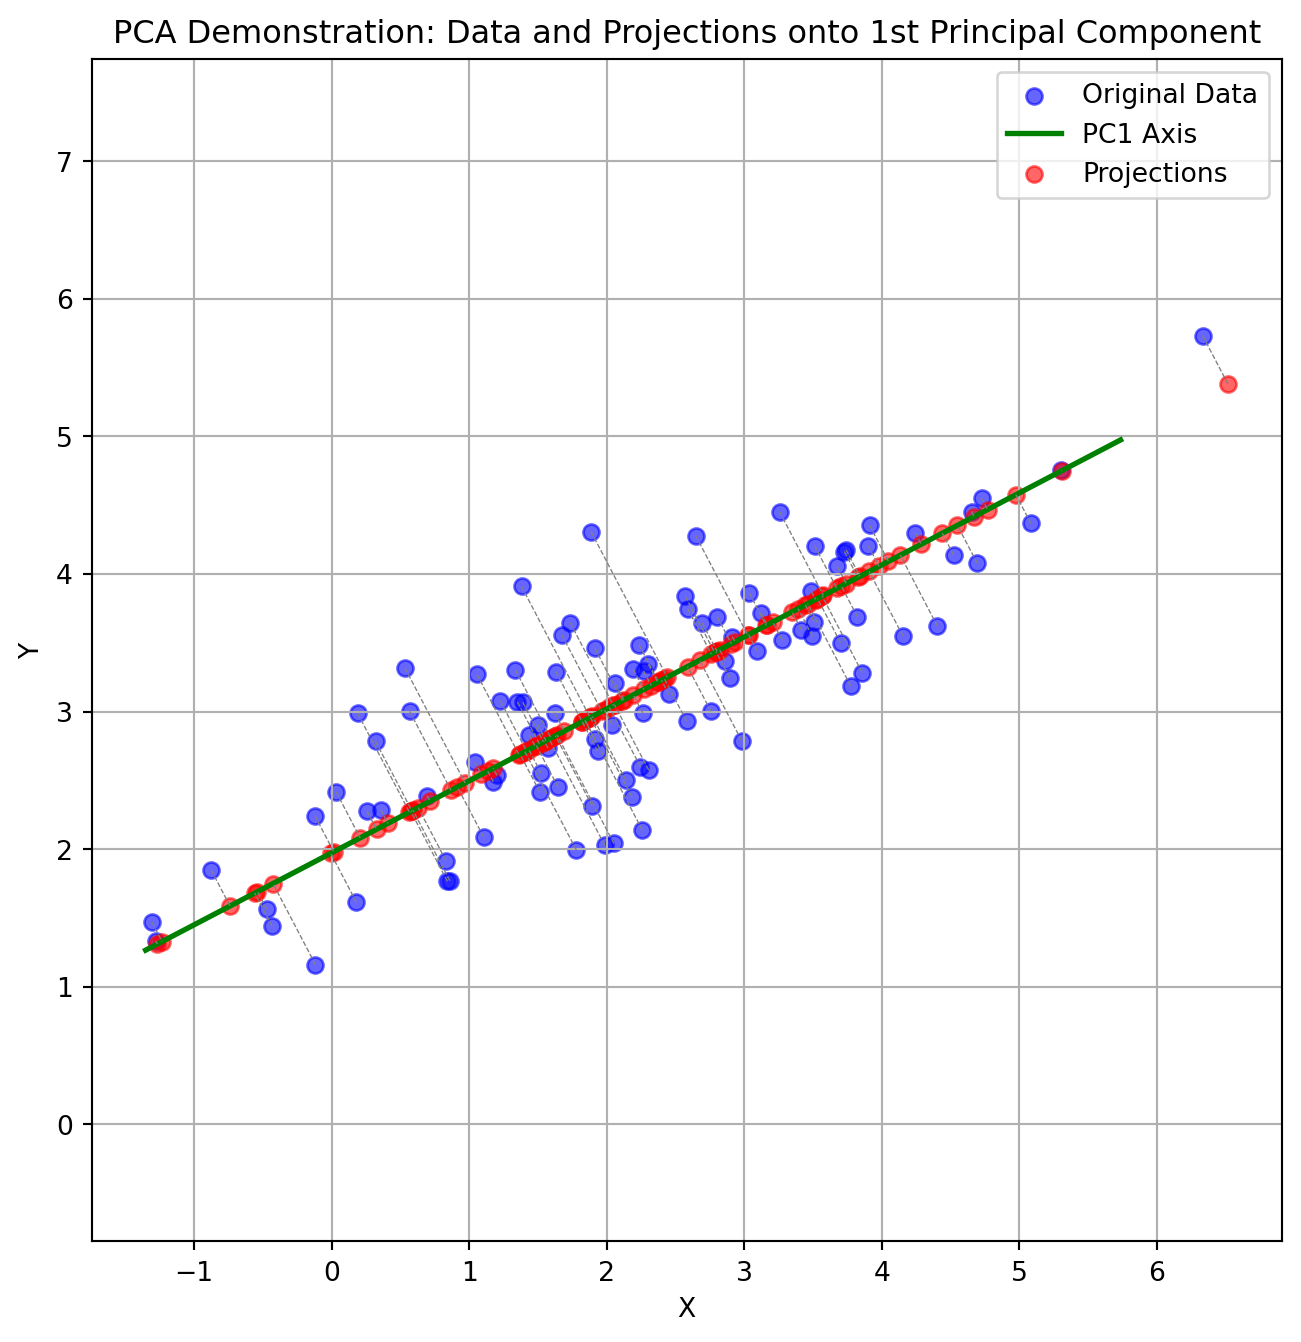 PCA Demonstration: Data and Projections onto 1st Principal Component
Original Data
PC1 Axis
Projections
7
6
5
4
3
2
1
0
Y
−1 0 1 2 3 4 5 6
X